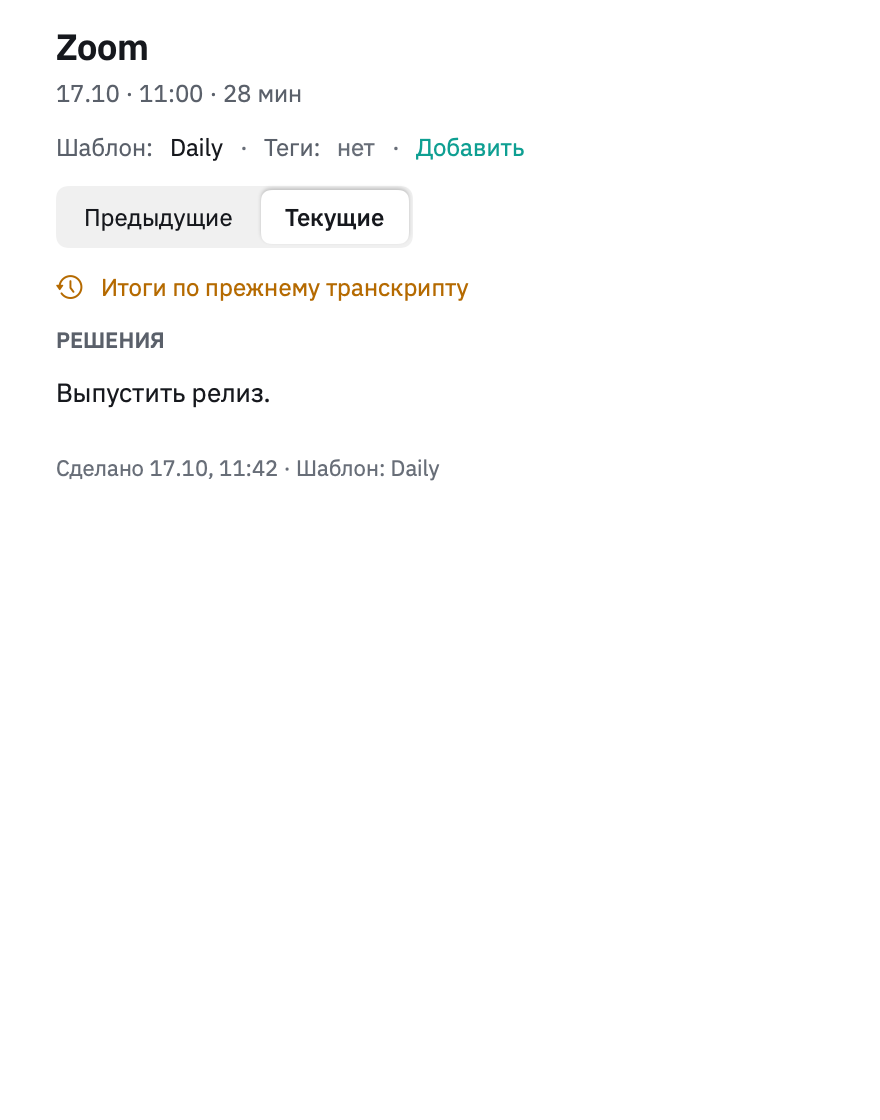 Zoom
17.10 · 11:00 · 28 мин
Шаблон: Daily · Теги: нет · Добавить
Предыдущие Текущие
Итоги по прежнему транскрипту
РЕШЕНИЯ
Выпустить релиз.
Сделано 17.10, 11:42 · Шаблон: Daily